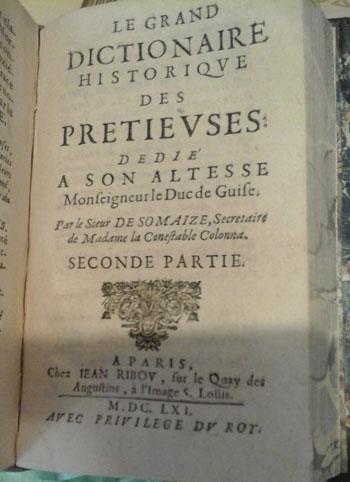 LE GRAND
DICTIONAIRE
HISTORIQVE
DES
PRETIEVSES:
DEDIÉ
A SON ALTESSE
Monseigneur le Duc de Guise.
Par le Sieur DE SOMAIZE, Secretaire
de Madame la Conestable Colonna.
SECONDE PARTIE.
A PARIS,
Chez IEAN RIBOV, sur le Quay des
Augustins, à l'Image S. Loüis.
M. DC. LXI.
AVEC PRIVILEGE DV ROY.